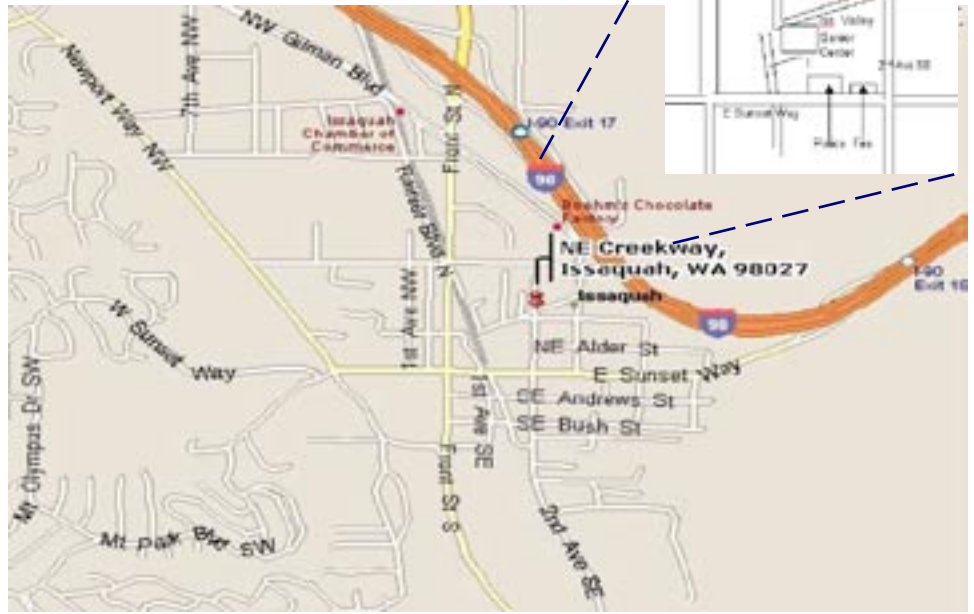 NW Gilman Blvd
7th Ave NW
Newport Way NW
Issaquah
Chamber of
Commerce
Front St N
I-90 Exit 17
90
Boehm's Chocolate
Factory
NE Creekway,
Issaquah, WA 98027
Issaquah
I-90
90
Rainier Blvd N
1st Ave NW
W Sunset Way
NE Alder St
E Sunset Way
SE Andrews St
SE Bush St
1st Ave SE
Front St S
2nd Ave SE
Mt Olympus Dr SW
Mt Park Blvd SW
Valley
Center
E Sunset Way